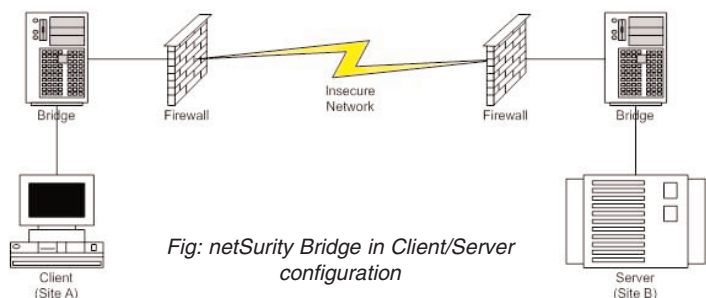 Bridge
Firewall
Insecure
Network
Firewall
Bridge
Fig: netSurity Bridge in Client/Server
configuration
Client
(Site A)
Server
(Site B)